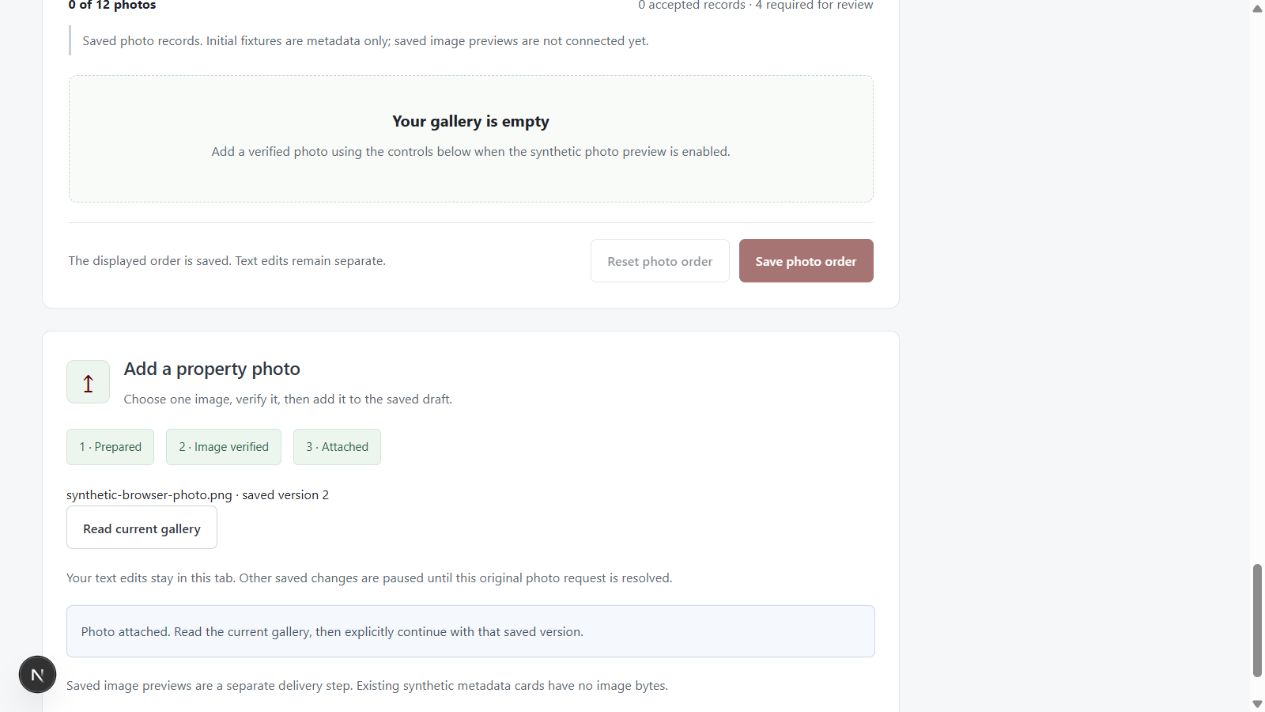 0 of 12 photos
0 accepted records · 4 required for review
Saved photo records. Initial fixtures are metadata only; saved image previews are not connected yet.
Your gallery is empty
Add a verified photo using the controls below when the synthetic photo preview is enabled.
The displayed order is saved. Text edits remain separate.
Reset photo order
Save photo order
↥
Add a property photo
Choose one image, verify it, then add it to the saved draft.
1 · Prepared
2 · Image verified
3 · Attached
synthetic-browser-photo.png · saved version 2
Read current gallery
Your text edits stay in this tab. Other saved changes are paused until this original photo request is resolved.
Photo attached. Read the current gallery, then explicitly continue with that saved version.
N
Saved image previews are a separate delivery step. Existing synthetic metadata cards have no image bytes.